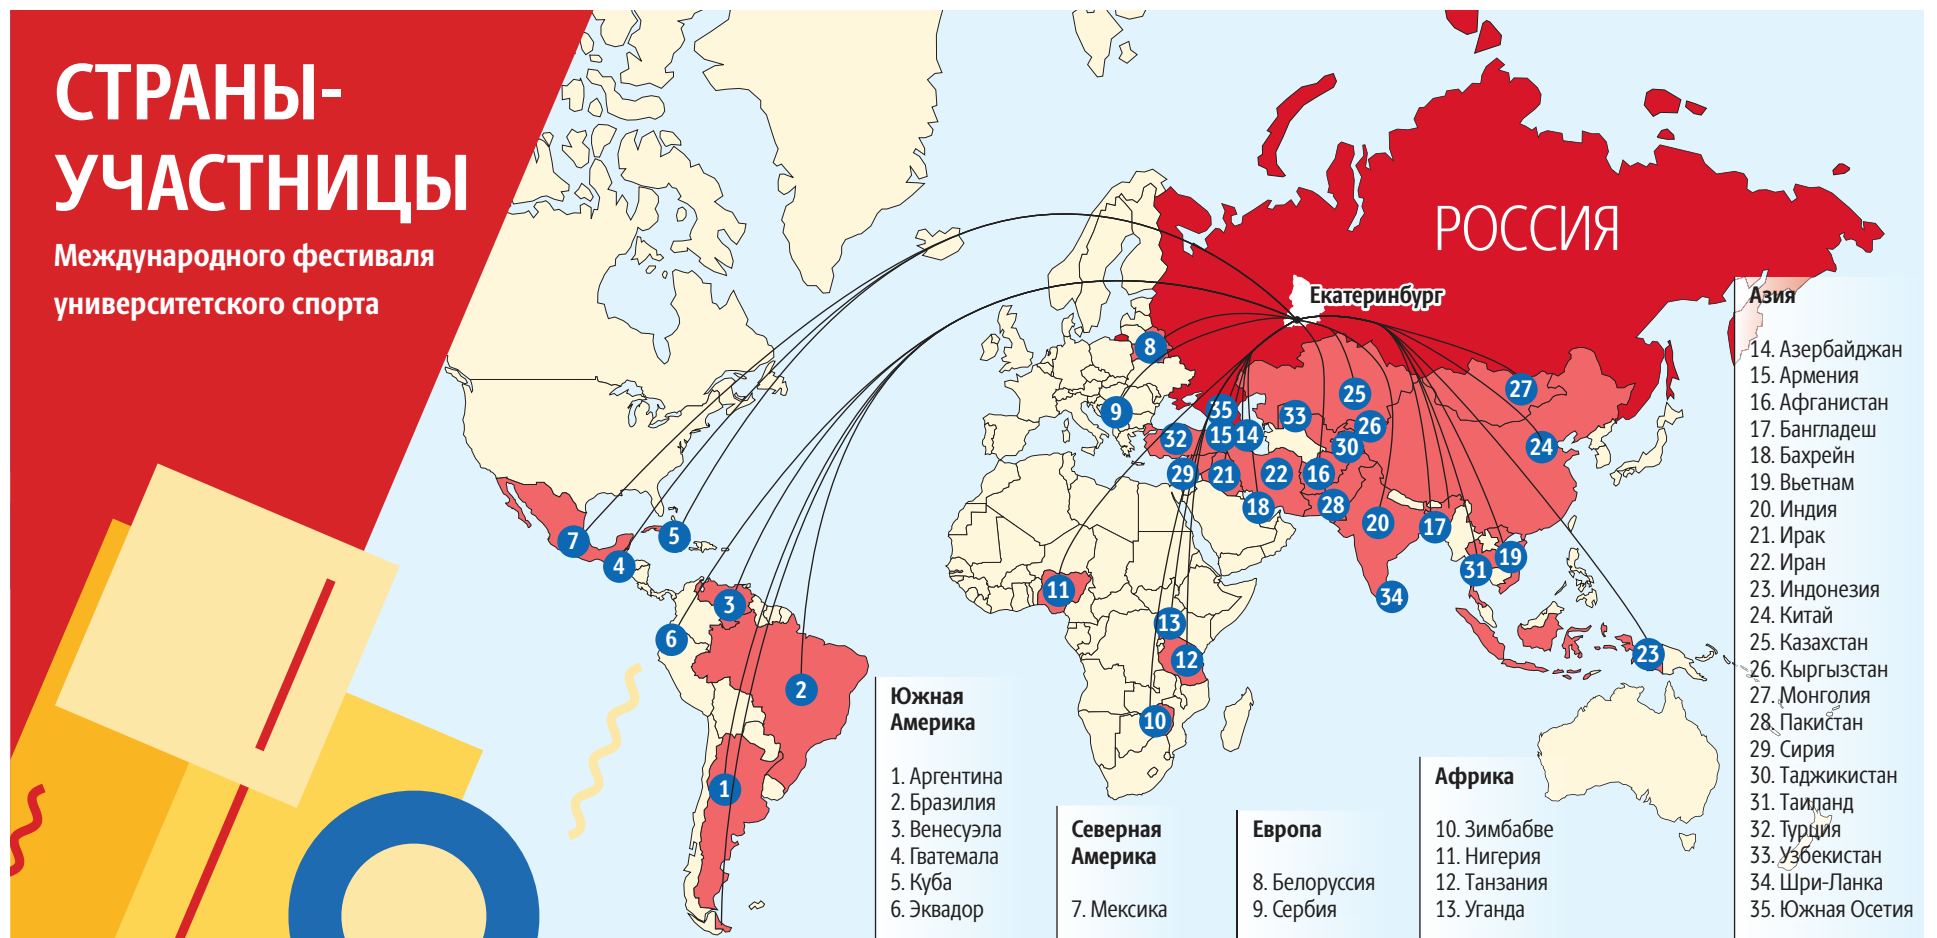 СТРАНЫ-
УЧАСТНИЦЫ
Международного фестиваля
университетского спорта
РОССИЯ
Екатеринбург
8
27
25
35
33
9
26
32
15
14
30
24
29
21
22
16
18
28
20
17
7
5
4
19
31
11
34
3
13
6
23
12
2
10
1
Южная
Америка
1. Аргентина
2. Бразилия
3. Венесуэла
4. Гватемала
5. Куба
6. Эквадор
Северная
Америка
7. Мексика
Европа
8. Белоруссия
9. Сербия
Африка
10. Зимбабве
11. Нигерия
12. Танзания
13. Уганда
Азия
14. Азербайджан
15. Армения
16. Афганистан
17. Бангладеш
18. Бахрейн
19. Вьетнам
20. Индия
21. Ирак
22. Иран
23. Индонезия
24. Китай
25. Казахстан
26. Кыргызстан
27. Монголия
28. Пакистан
29. Сирия
30. Таджикистан
31. Таиланд
32. Турция
33. Узбекистан
34. Шри-Ланка
35. Южная Осетия